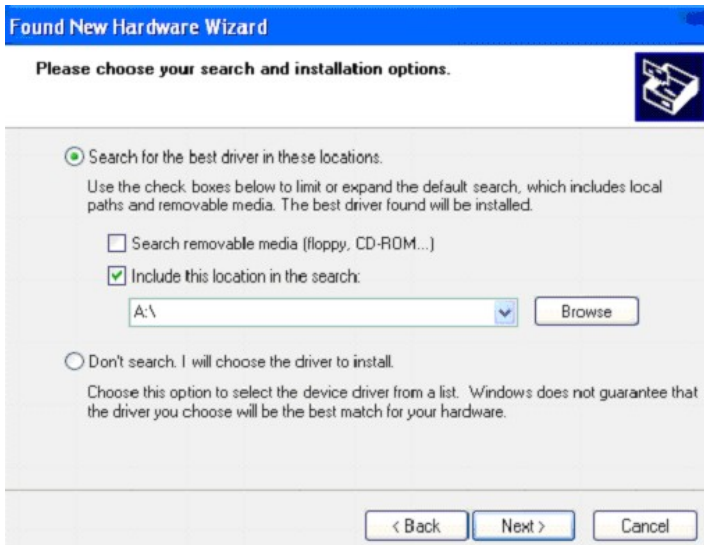 Found New Hardware Wizard
Please choose your search and installation options.
Search for the best driver in these locations.
Use the check boxes below to limit or expand the default search, which includes local
paths and removable media. The best driver found will be installed.
Search removable media (floppy, CD-ROM...)
Include this location in the search:
A:\
Browse
Don't search. I will choose the driver to install.
Choose this option to select the device driver from a list. Windows does not guarantee that
the driver you choose will be the best match for your hardware.
< Back
Next >
Cancel